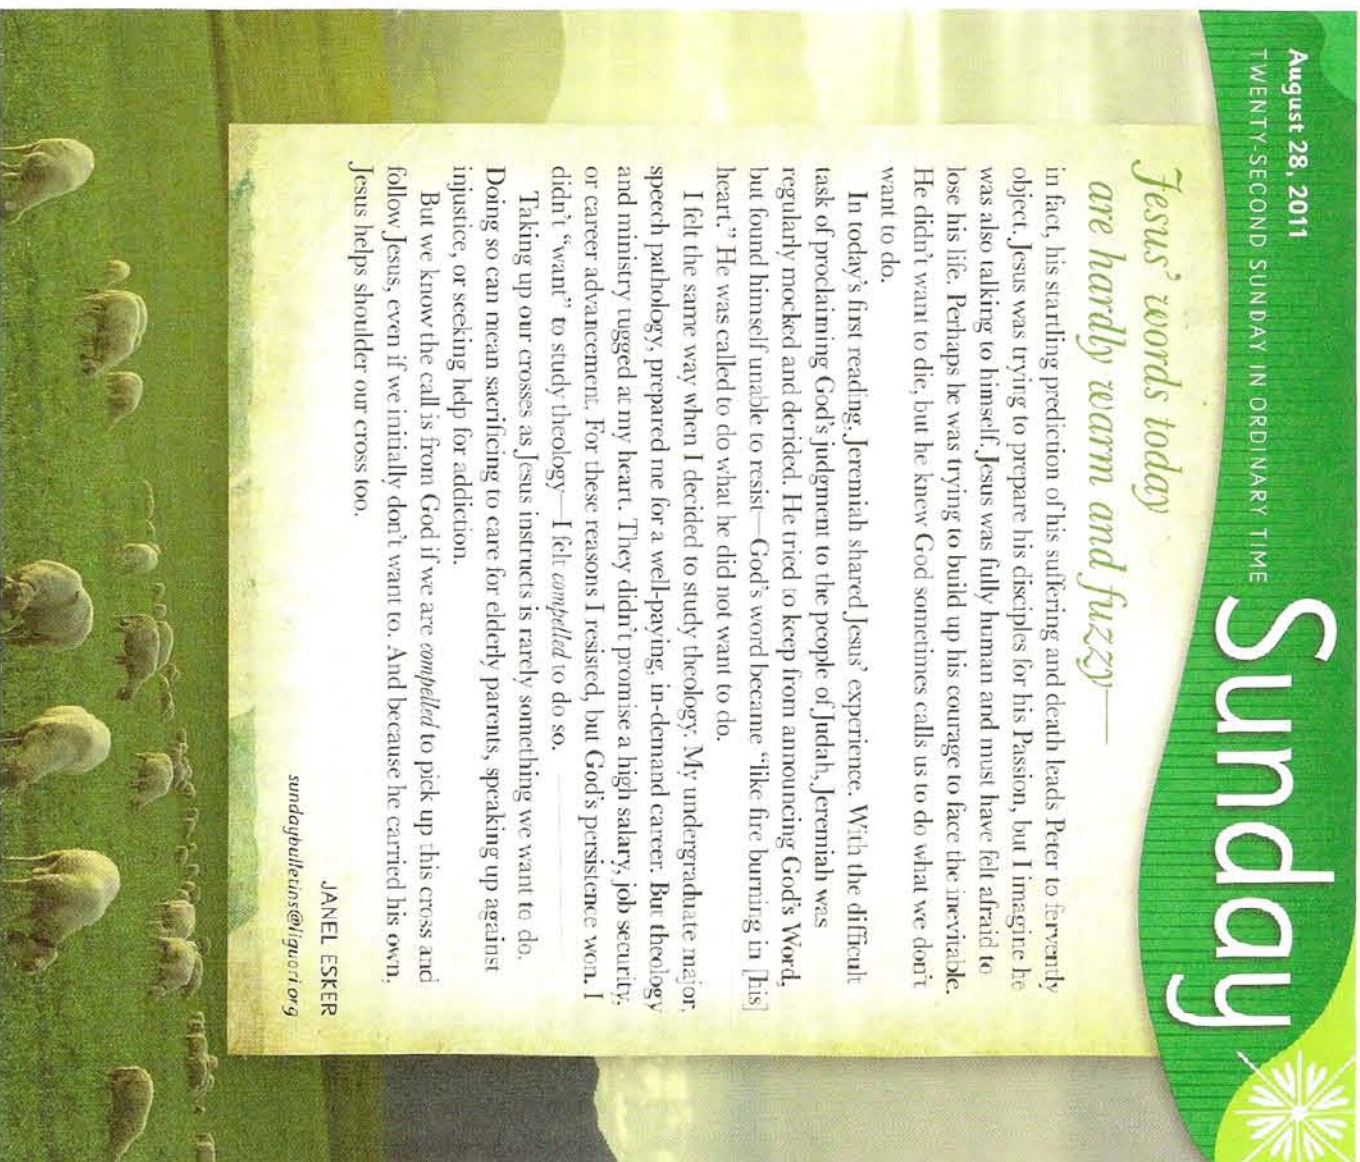 August 28, 2011
TWENTY-SECOND SUNDAY IN ORDINARY TIME
Sunday
Jesus' words today
are hardly warm and fuzzy—
in fact, his startling prediction of his suffering and death leads Peter to fervently
object. Jesus was trying to prepare his disciples for his Passion, but I imagine he
was also talking to himself. Jesus was fully human and must have felt afraid to
lose his life. Perhaps he was trying to build up his courage to face the inevitable.
He didn't want to die, but he knew God sometimes calls us to do what we don't
want to do.
In today's first reading, Jeremiah shared Jesus' experience. With the difficult
task of proclaiming God's judgment to the people of Judah, Jeremiah was
regularly mocked and derided. He tried to keep from announcing God's Word,
but found himself unable to resist—God's word became “like fire burning in [his]
heart.” He was called to do what he did not want to do.
I felt the same way when I decided to study theology. My undergraduate major,
speech pathology, prepared me for a well-paying, in-demand career. But theology
and ministry tugged at my heart. They didn't promise a high salary, job security,
or career advancement. For these reasons I resisted, but God's persistence won. I
didn't “want” to study theology—I felt compelled to do so.
Taking up our crosses as Jesus instructs is rarely something we want to do.
Doing so can mean sacrificing to care for elderly parents, speaking up against
injustice, or seeking help for addiction.
But we know the call is from God if we are compelled to pick up this cross and
follow Jesus, even if we initially don't want to. And because he carried his own,
Jesus helps shoulder our cross too.
JANEL ESKER
sundaybulletins@liguori.org